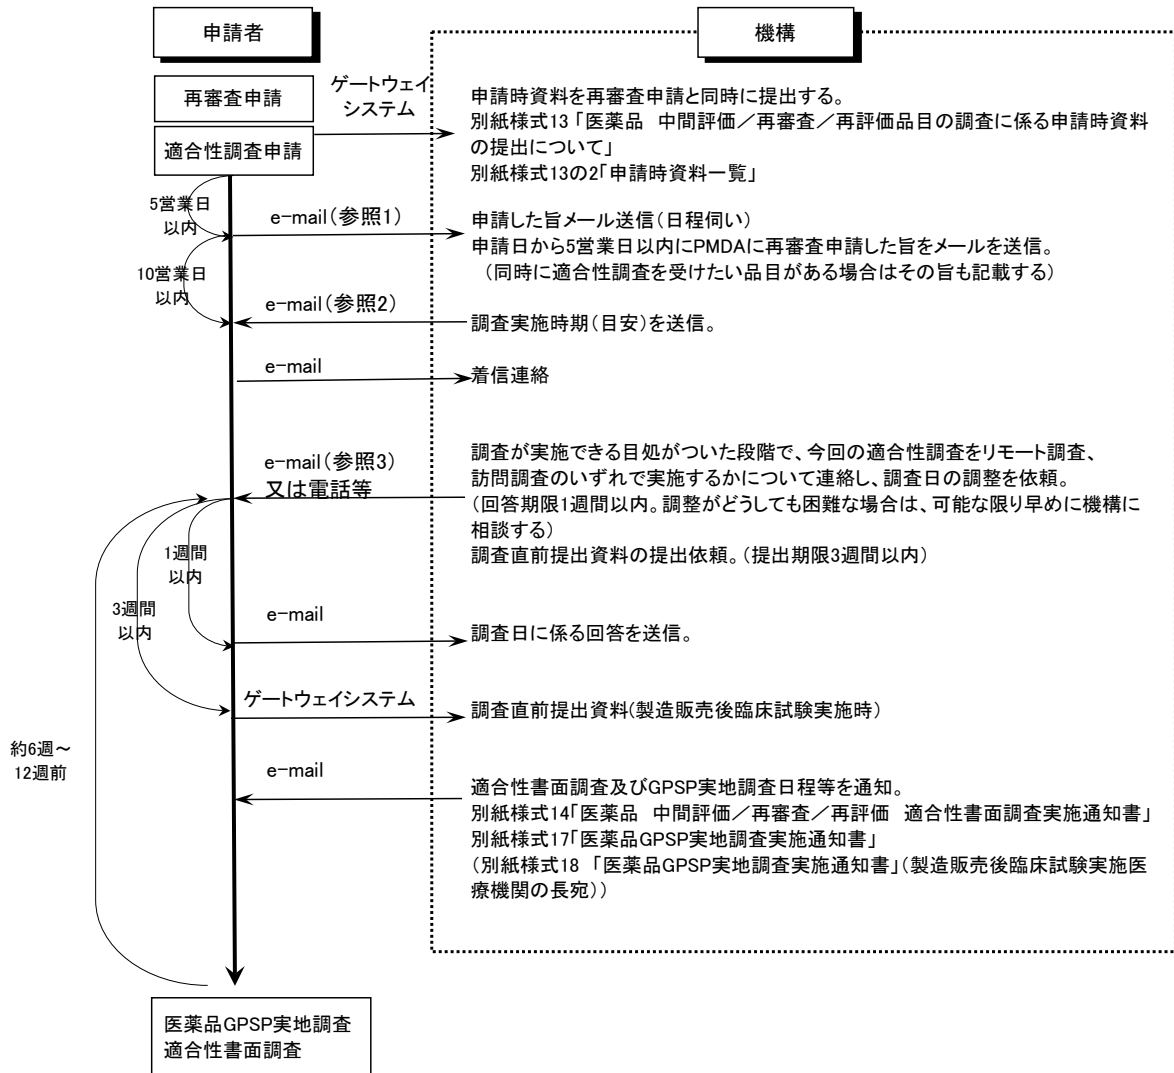 申請者
機構
再審査申請
適合性調査申請
ゲートウェイ
システム
申請時資料を再審査申請と同時に提出する。
別紙様式13「医薬品　中間評価／再審査／再評価品目の調査に係る申請時資料
の提出について」
別紙様式13の2「申請時資料一覧」
5営業日
以内
e-mail（参照1）
申請した旨メール送信（日程伺い）
申請日から5営業日以内にPMDAに再審査申請した旨をメールを送信。
（同時に適合性調査を受けたい品目がある場合はその旨も記載する）
10営業日
以内
e-mail（参照2）
調査実施時期（目安）を送信。
e-mail
着信連絡
e-mail（参照3）
又は電話等
調査が実施できる目処がついた段階で、今回の適合性調査をリモート調査、
訪問調査のいずれで実施するかについて連絡し、調査日の調整を依頼。
（回答期限1週間以内。調整がどうしても困難な場合は、可能な限り早めに機構に
相談する）
調査直前提出資料の提出依頼。（提出期限3週間以内）
1週間
以内
3週間
以内
e-mail
調査日に係る回答を送信。
ゲートウェイシステム
調査直前提出資料(製造販売後臨床試験実施時）
約6週～
12週前
e-mail
適合性書面調査及びGPSP実地調査日程等を通知。
別紙様式14「医薬品　中間評価／再審査／再評価　適合性書面調査実施通知書」
別紙様式17「医薬品GPSP実地調査実施通知書」
（別紙様式18　「医薬品GPSP実地調査実施通知書」（製造販売後臨床試験実施医
療機関の長宛））
医薬品GPSP実地調査
適合性書面調査